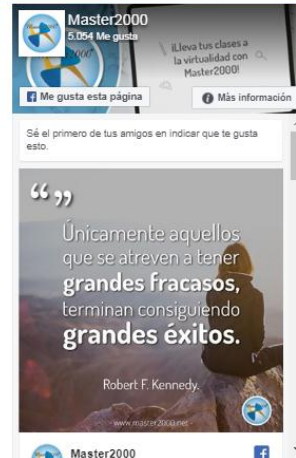 Master2000
5.054 Me gusta
¡Lleva tus clases a
la virtualidad con
Master2000!
Me gusta esta página
Más información
Sé el primero de tus amigos en indicar que te gusta
esto.
“ ”
Únicamente aquellos
que se atreven a tener
grandes fracasos,
terminan consiguiendo
grandes éxitos.
Robert F. Kennedy.
- www.master2000.net -
Master2000